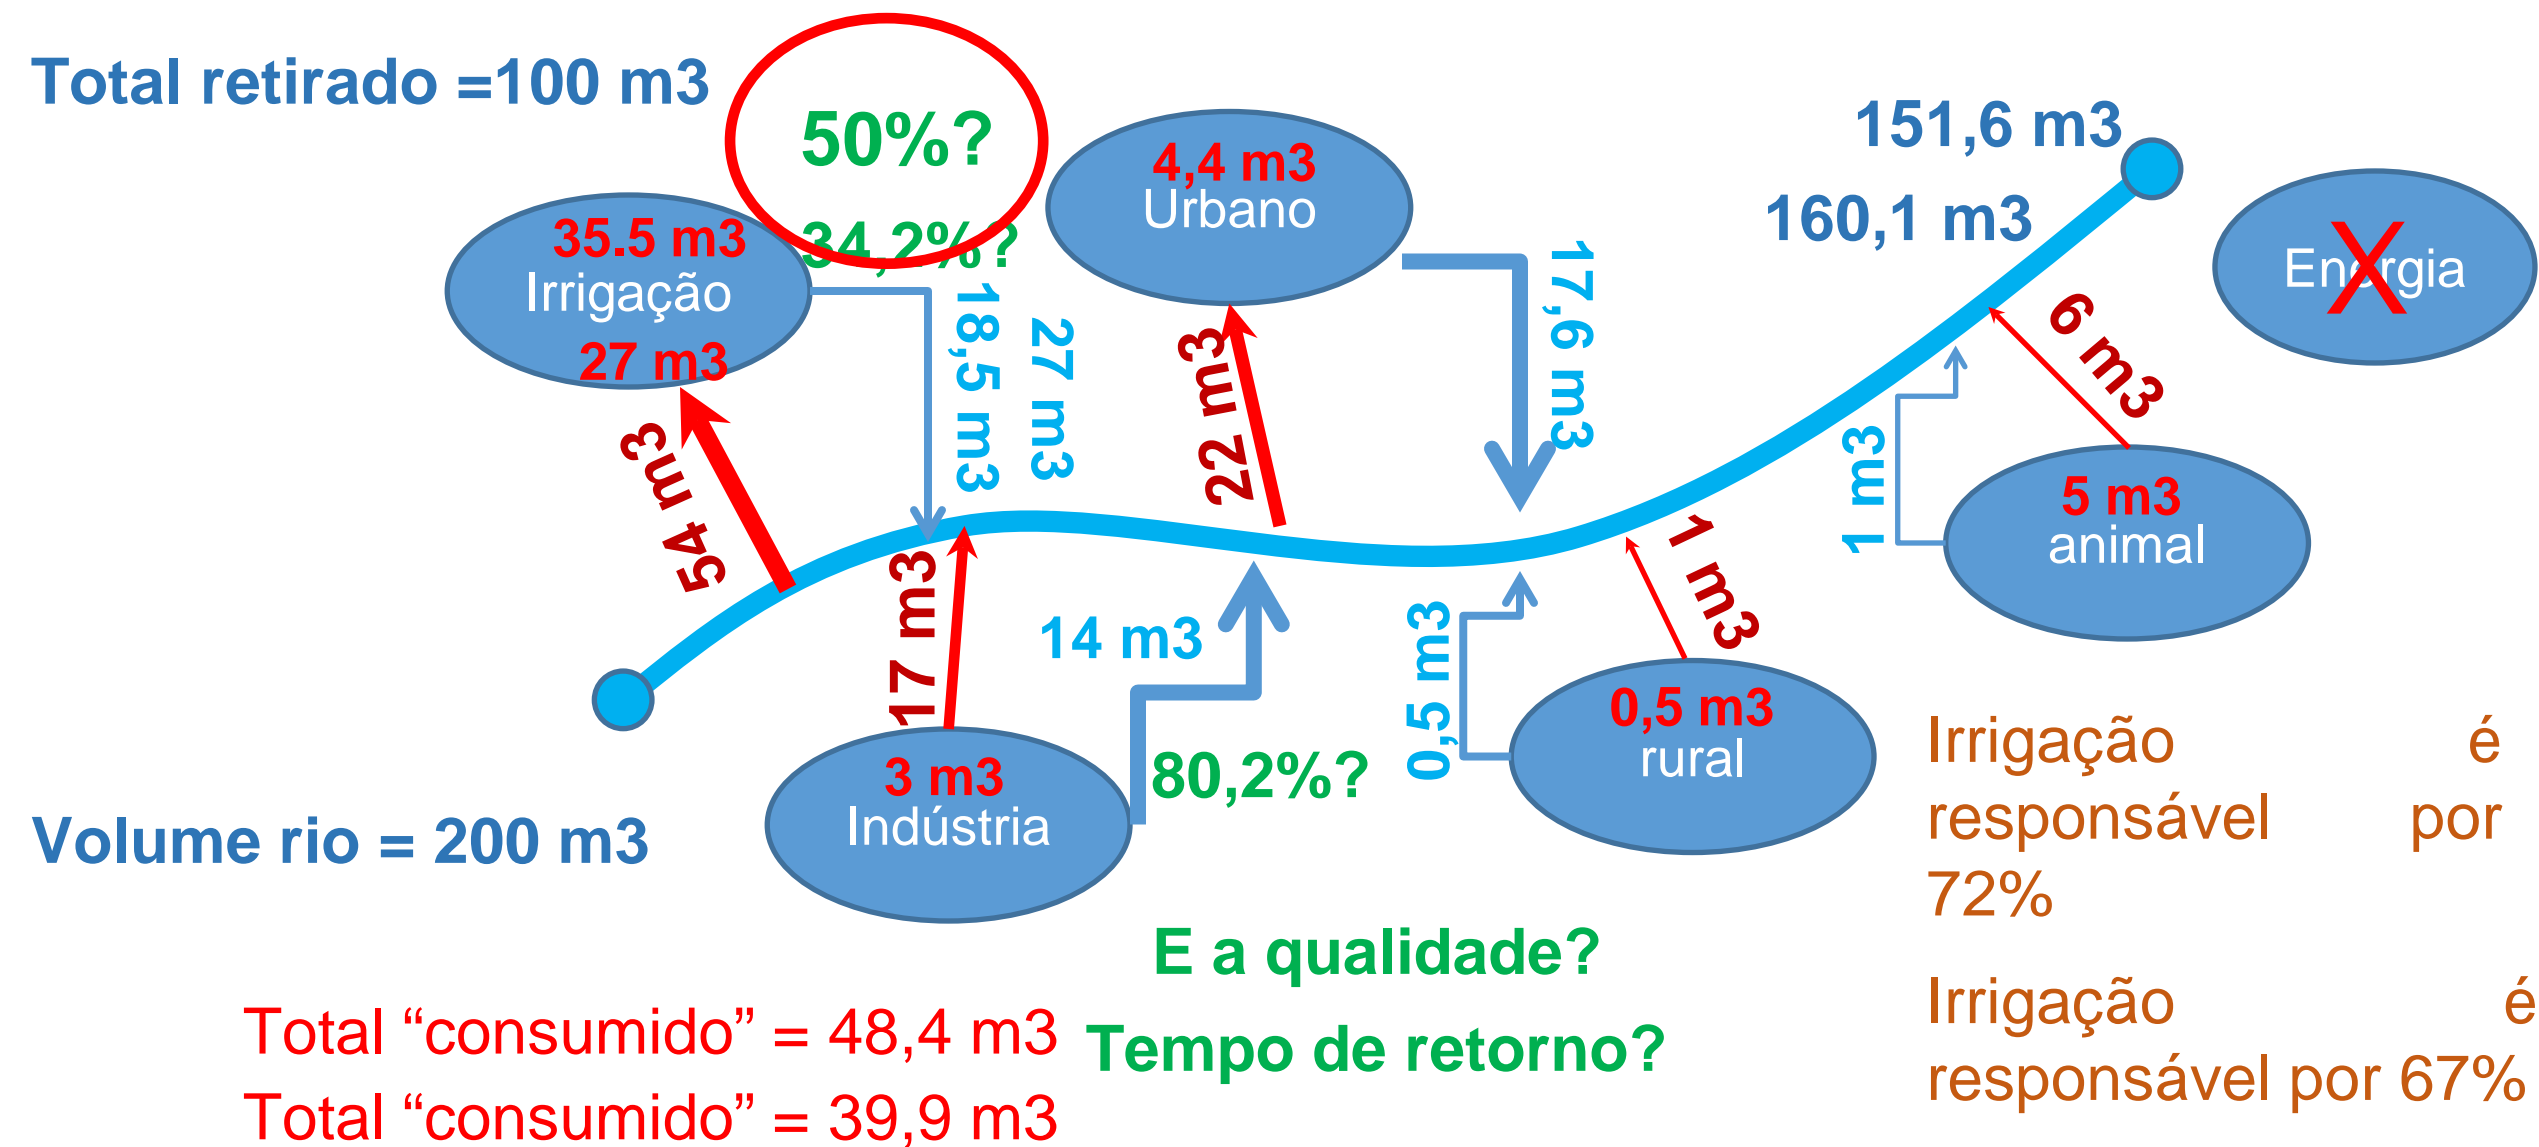 Total retirado =100 m3
50%?
34,2%?
4,4 m3
Urbano
151,6 m3
160,1 m3
Energia
X
35.5 m3
Irrigação
27 m3
18,5 m3
27 m3
17,6 m3
22 m3
54 m3
6 m3
1 m3
5 m3
animal
17 m3
14 m3
0,5 m3
1 m3
0,5 m3
rural
80,2%?
3 m3
Indústria
Volume rio = 200 m3
Irrigação é
responsável por
72%
E a qualidade?
Tempo de retorno?
Total “consumido” = 48,4 m3
Total “consumido” = 39,9 m3
Irrigação é
responsável por 67%